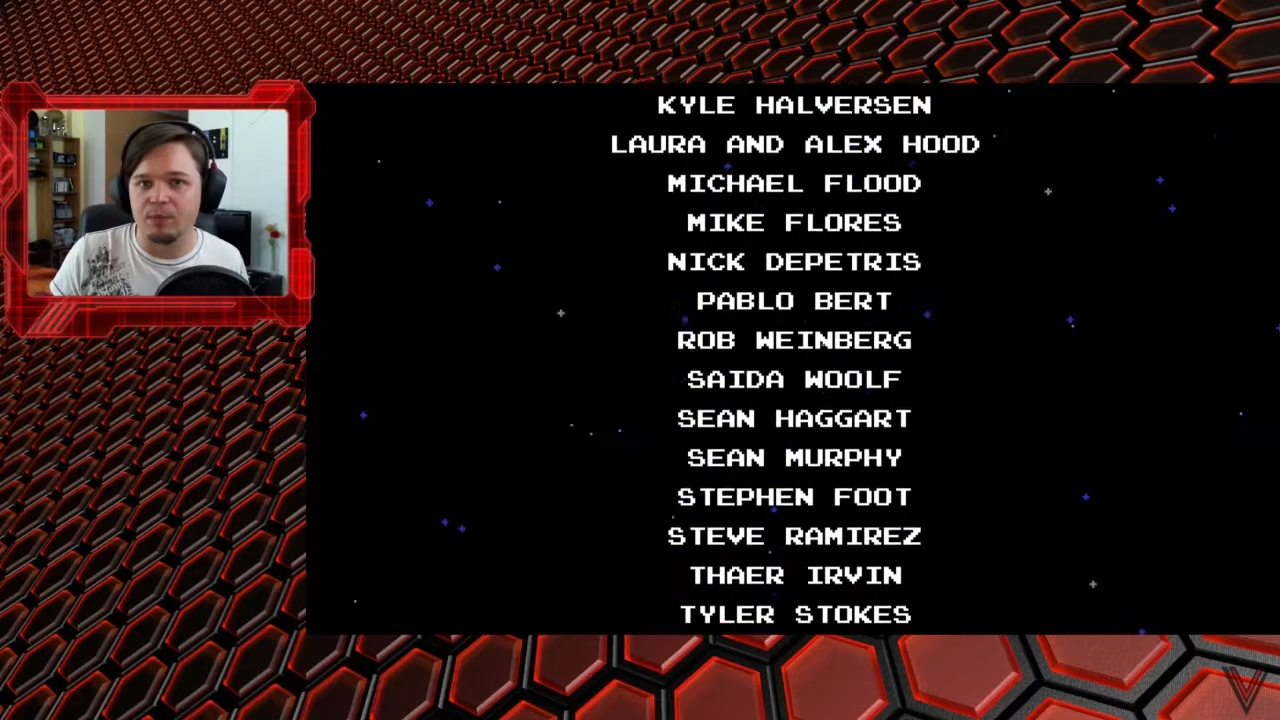 KYLE HALVERSEN
LAURA AND ALEX HOOD
MICHAEL FLOOD
MIKE FLORES
NICK DEPETRIS
PABLO BERT
ROB WEINBERG
SAIDA WOOLF
SEAN HAGGART
SEAN MURPHY
STEPHEN FOOT
STEVE RAMIREZ
THAER IRVIN
TYLER STOKES